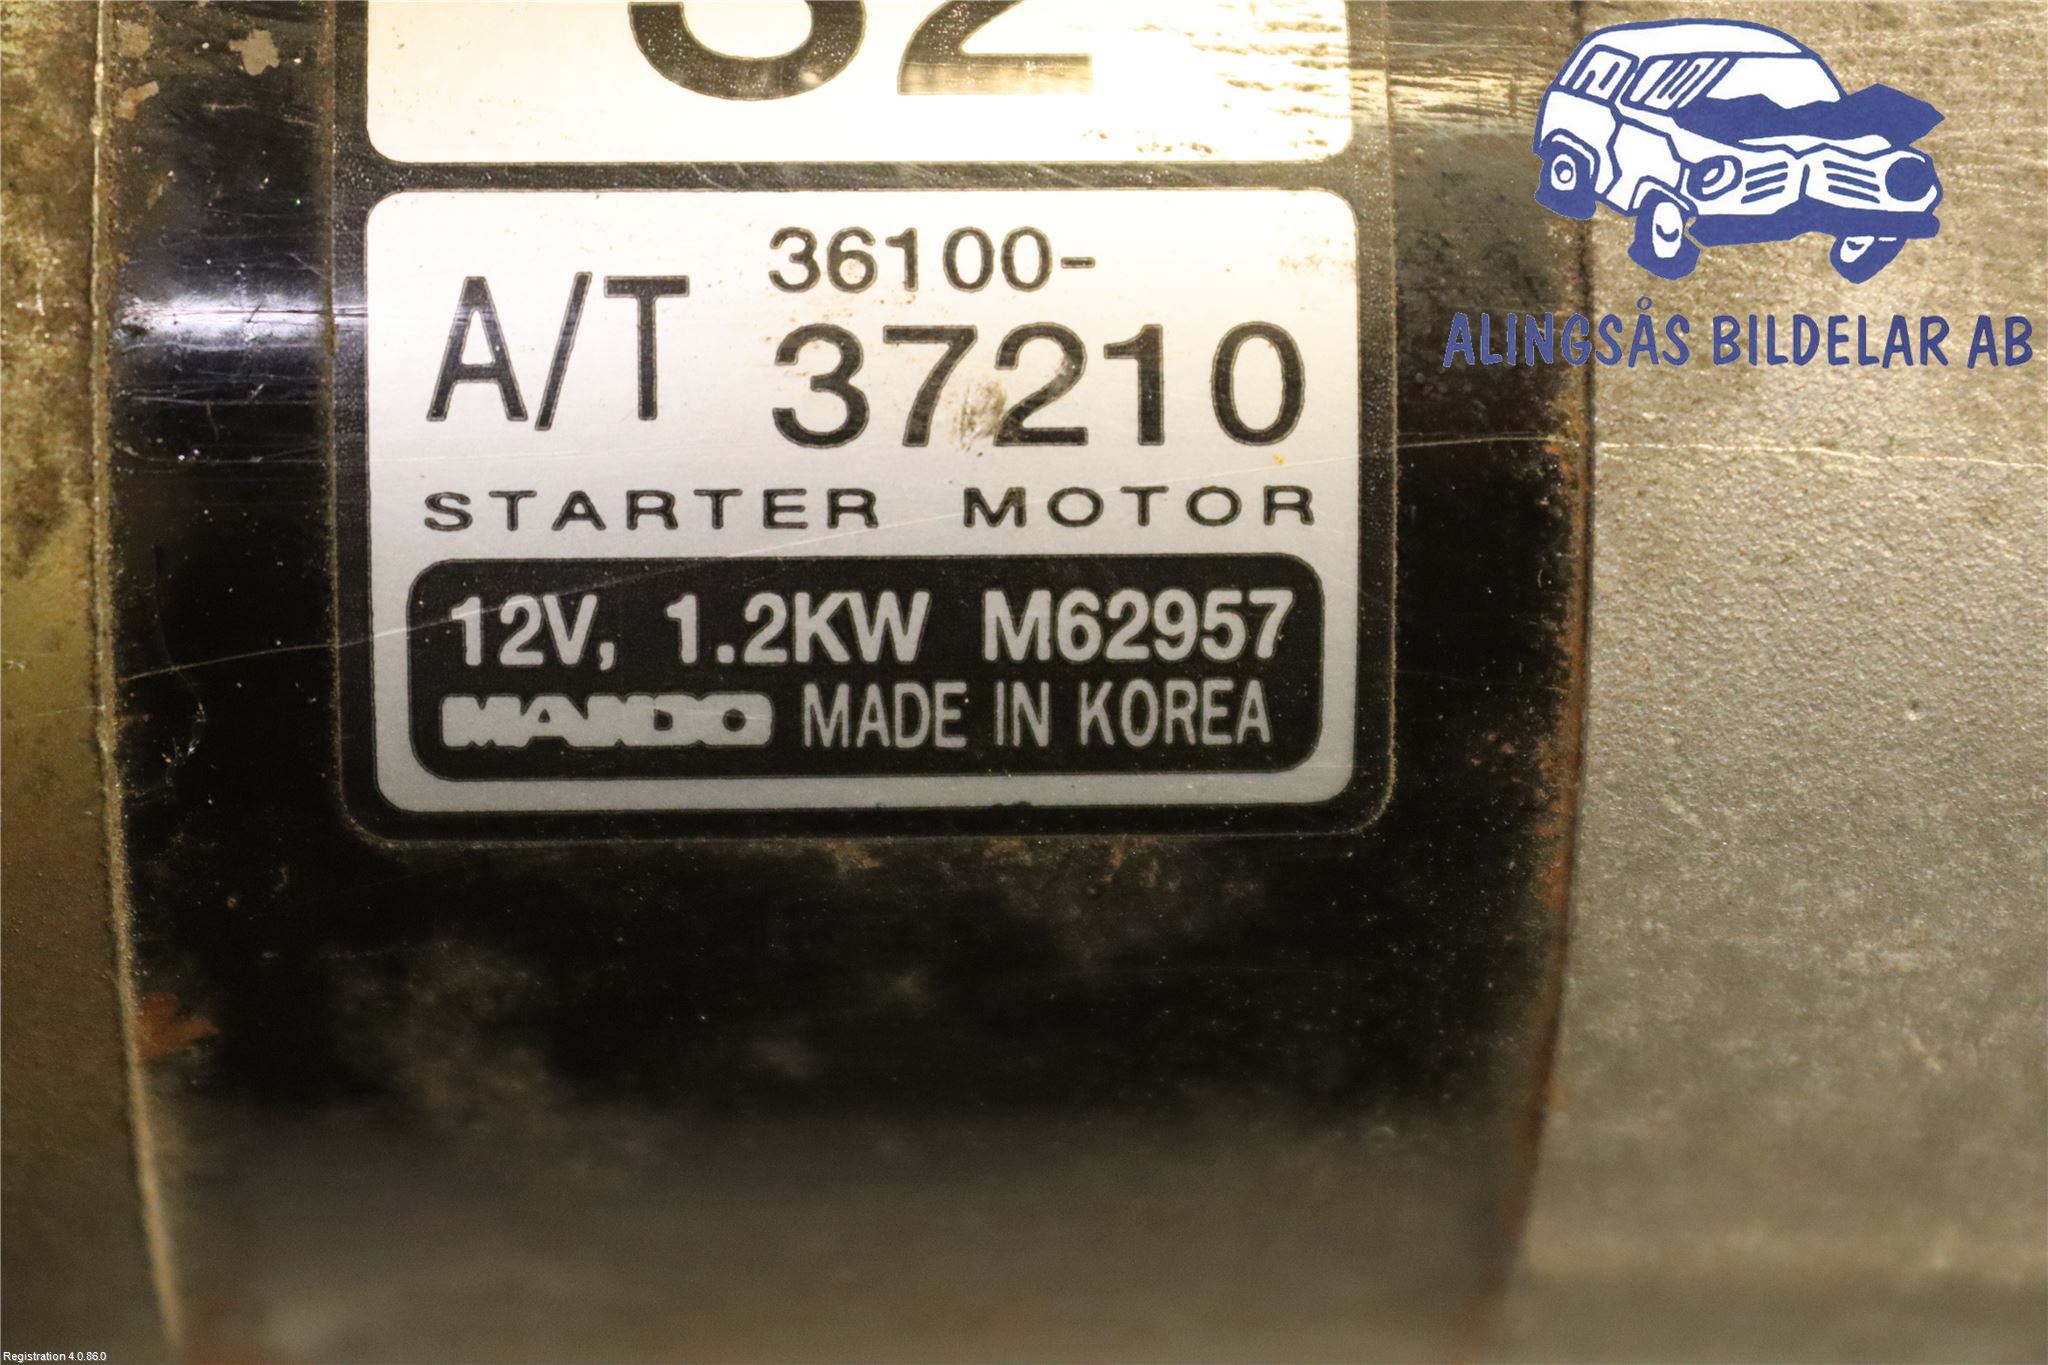 32
36100-
A/T 37210
STARTER MOTOR
12V, 1.2KW M62957
MANDO MADE IN KOREA
ALINGSÅS BILDELAR AB
Registration 4.0.86.0